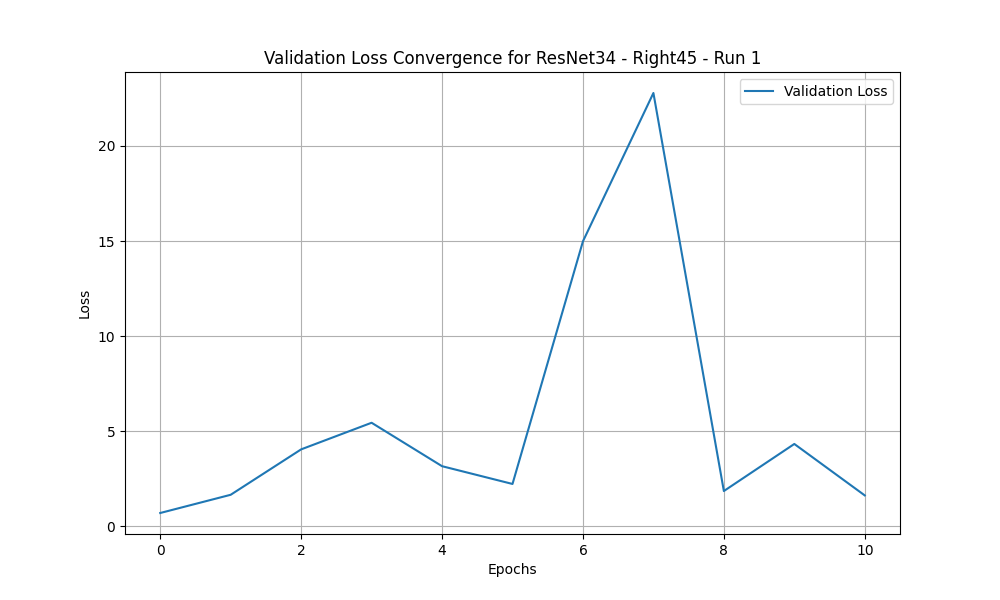 Validation Loss Convergence for ResNet34 - Right45 - Run 1
Validation Loss
20
15
10
5
0
Loss
0 2 4 6 8 10
Epochs